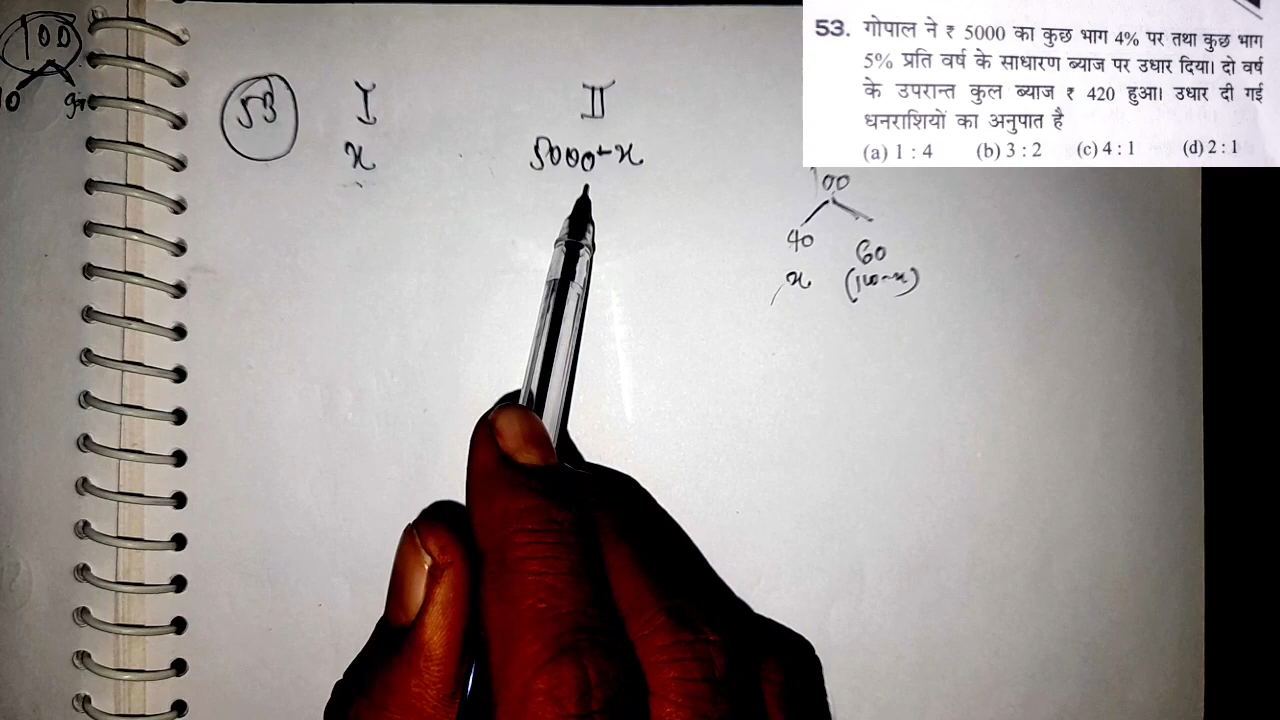 53. गोपाल ने ₹ 5000 का कुछ भाग 4% पर तथा कुछ भाग
5% प्रति वर्ष के साधारण ब्याज पर उधार दिया। दो वर्ष
के उपरान्त कुल ब्याज ₹ 420 हुआ। उधार दी गई
धनराशियों का अनुपात है
(a) 1 : 4 (b) 3 : 2 (c) 4 : 1 (d) 2 : 1
100
53 I II
x 5000-x
100
40 60
x (100-x)